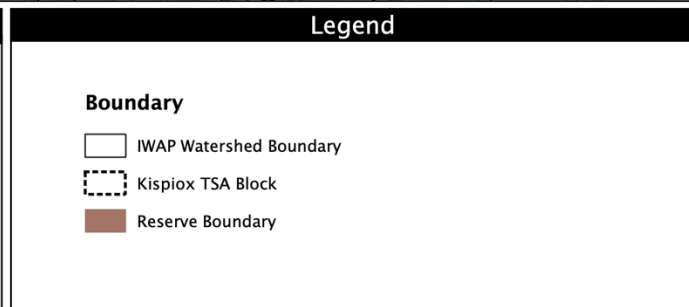 Legend
Boundary
IWAP Watershed Boundary
Kispiox TSA Block
Reserve Boundary